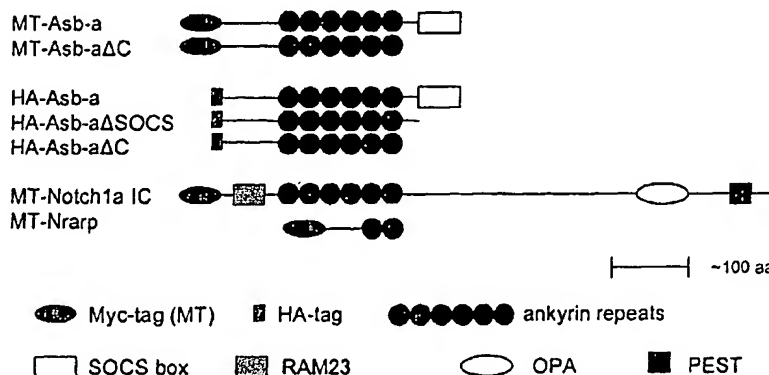 MT-Asb-a
MT-Asb-aΔC
HA-Asb-a
HA-Asb-aΔSOCS
HA-Asb-aΔC
MT-Notch1a IC
MT-Nrarp
~100 aa
Myc-tag (MT) HA-tag ankyrin repeats
SOCS box RAM23 OPA PEST